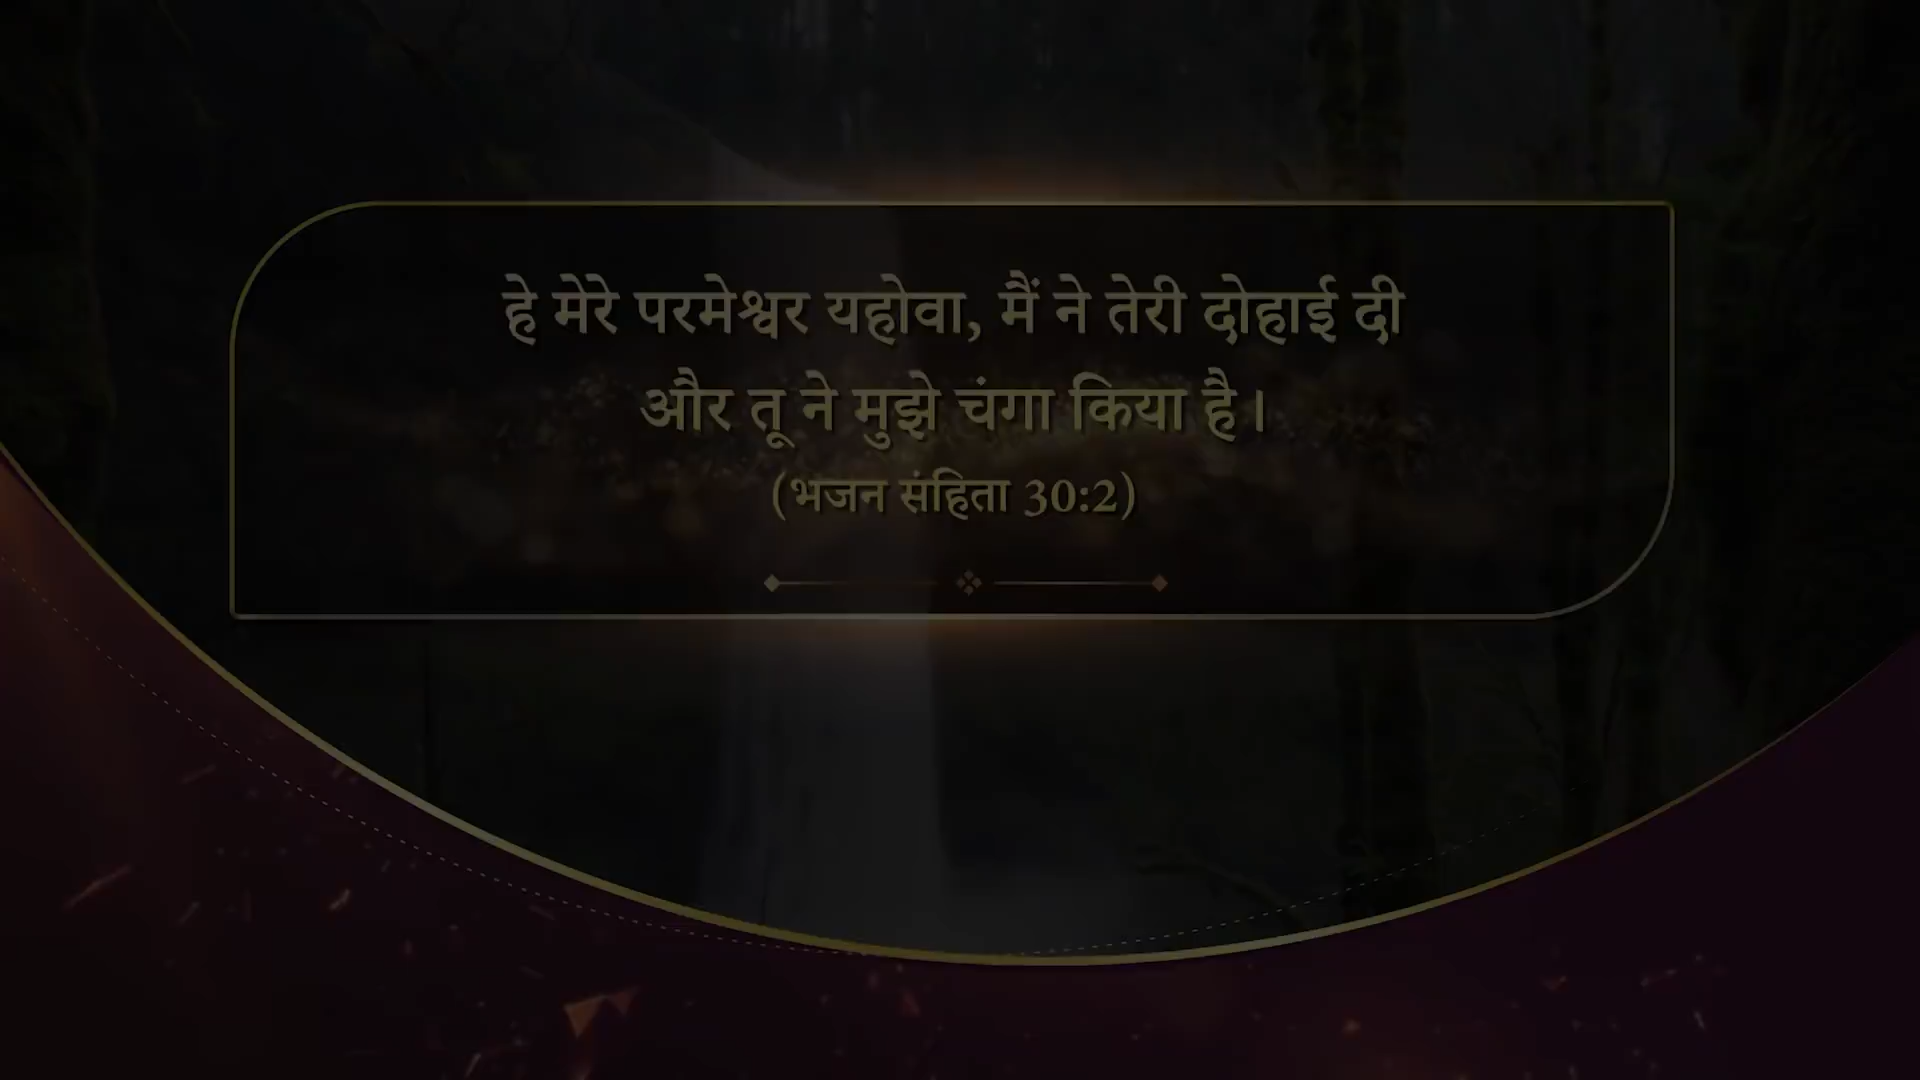 हे मेरे परमेश्वर यहोवा, मैं ने तेरी दोहाई दी
और तू ने मुझे चंगा किया है।
(भजन संहिता 30:2)